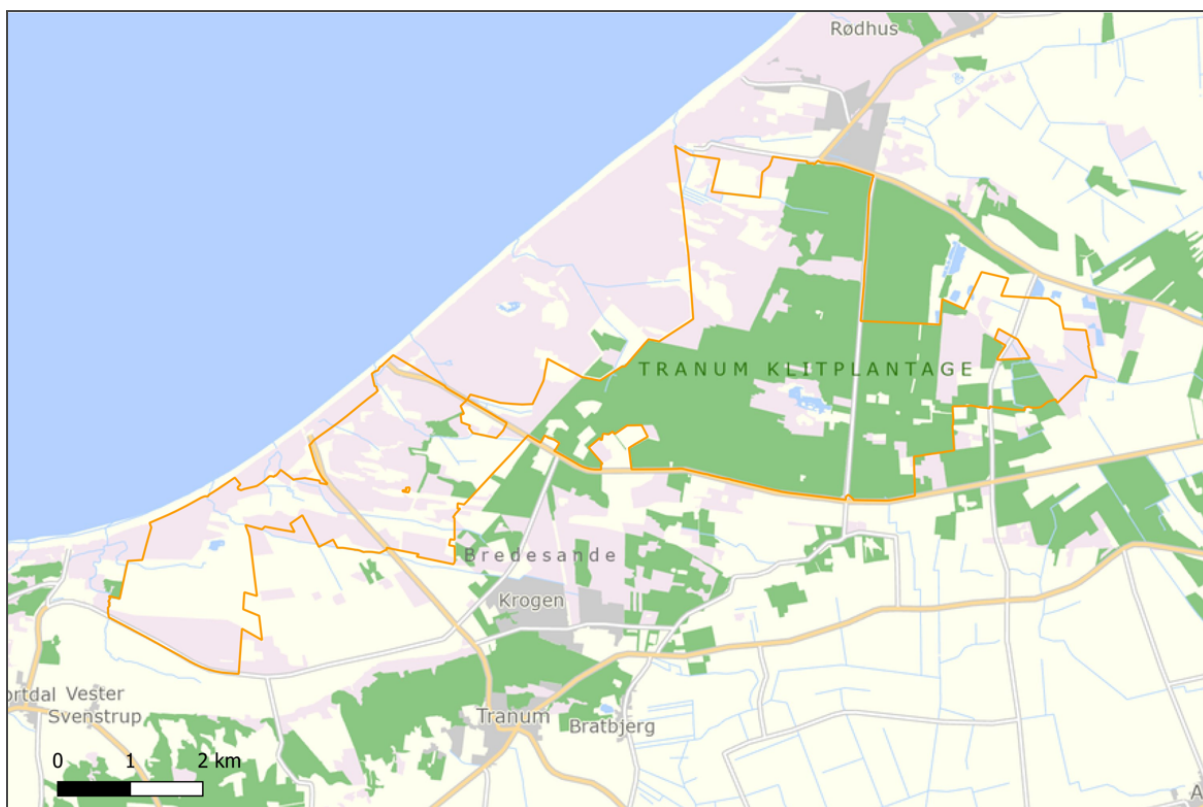 Rødhus
TRANUM KLITPLANTAGE
Bredesande
Krogen
ortdal Vester
Svenstrup
Tranum
Bratbjerg
0 1 2 km
A